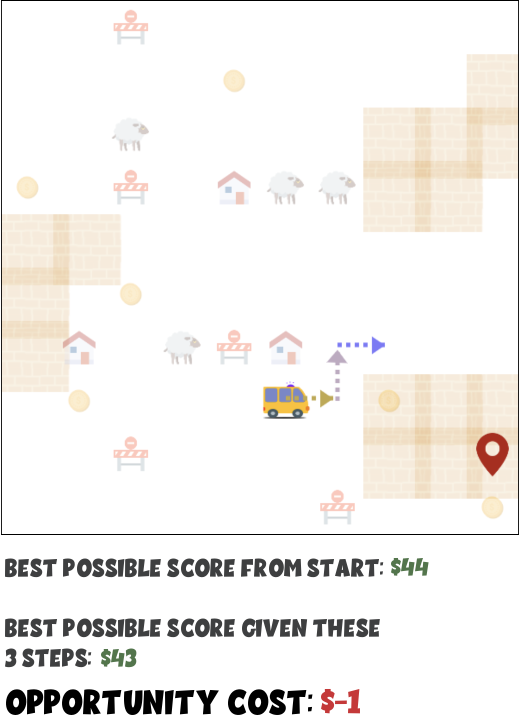 BEST POSSIBLE SCORE FROM START: $44
BEST POSSIBLE SCORE GIVEN THESE
3 STEPS: $43
OPPORTUNITY COST: $-1